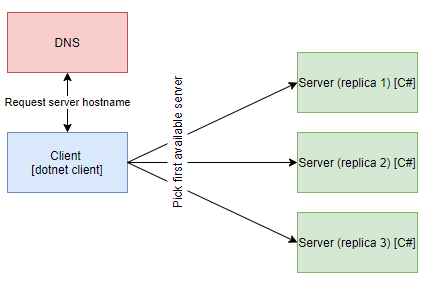 DNS
Request server hostname
Client
[dotnet client]
Pick first available server
Server (replica 1) [C#]
Server (replica 2) [C#]
Server (replica 3) [C#]